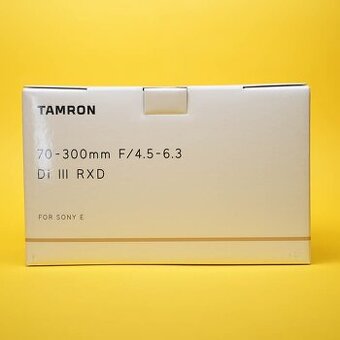 TAMRON
70-300mm F/4.5-6.3
Di III RXD
FOR SONY E